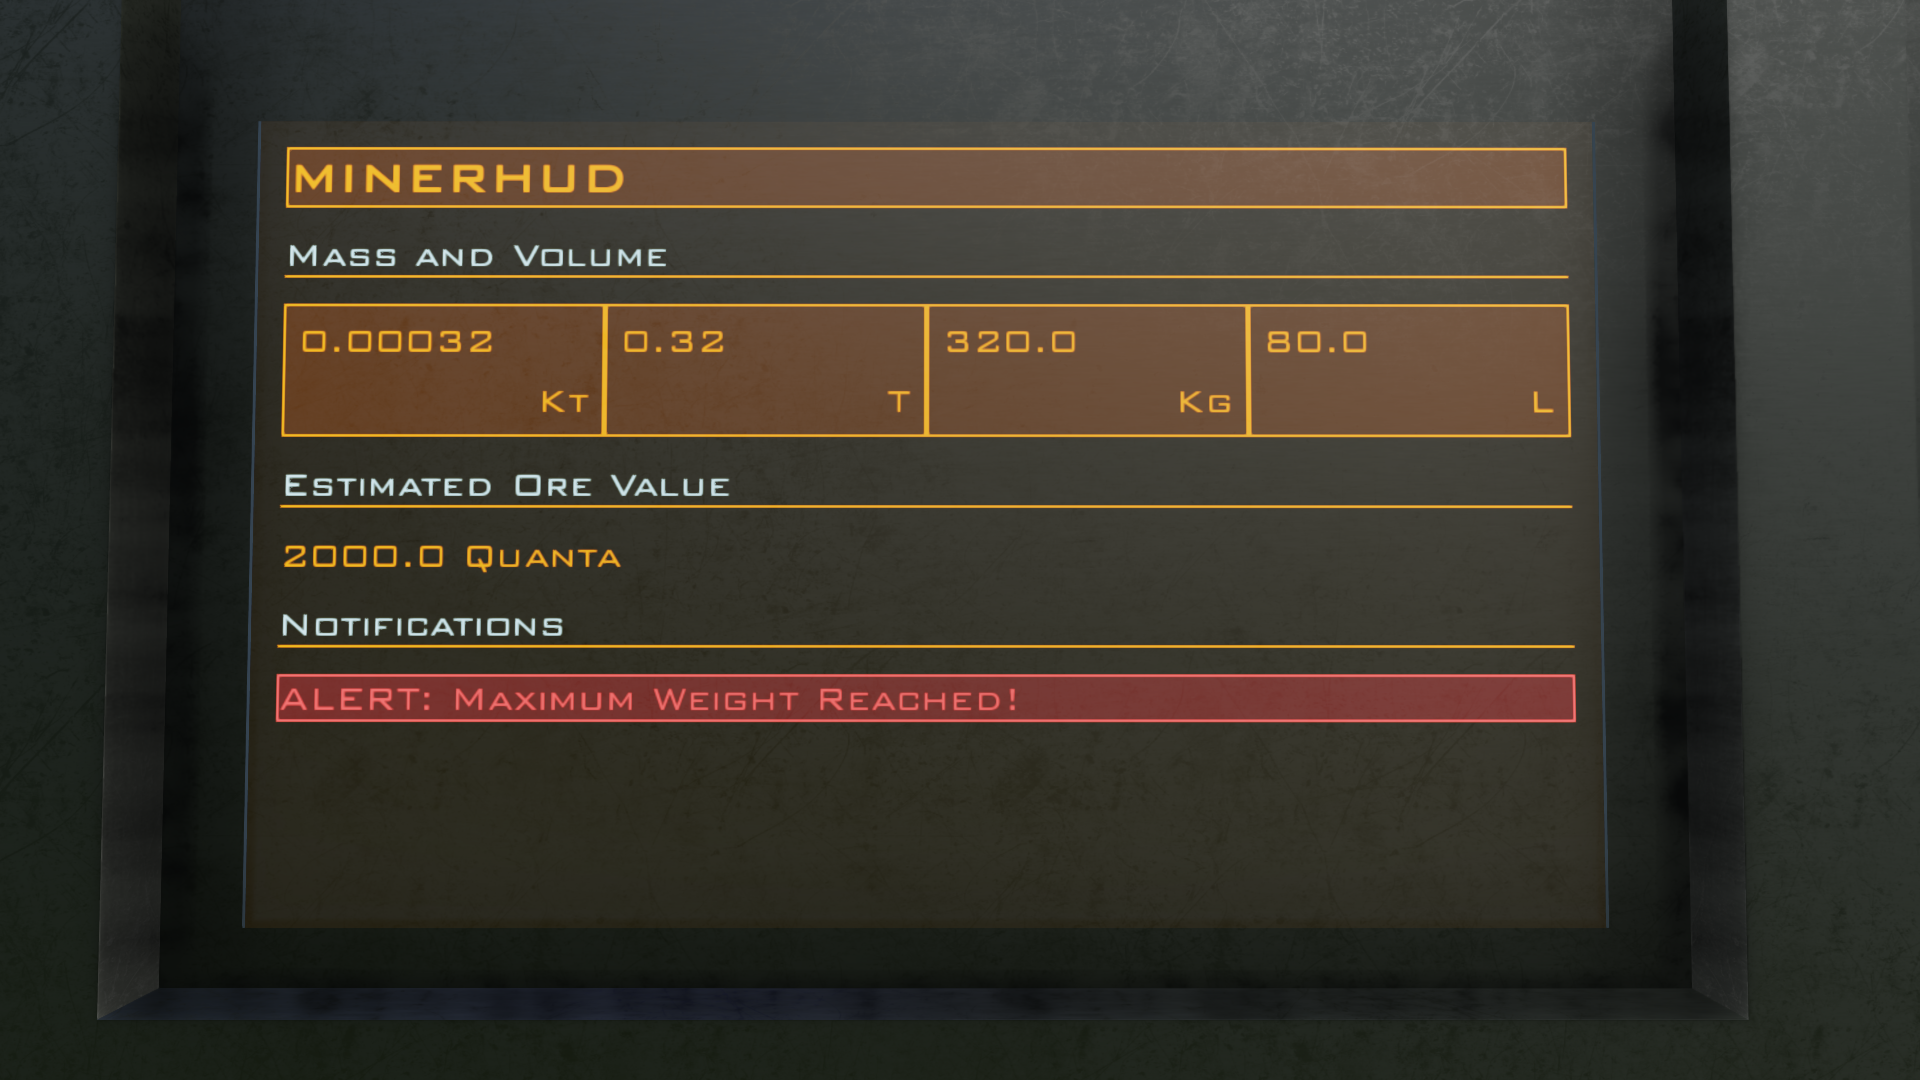 MINERHUD
Mass and Volume
0.00032 0.32 320.0 80.0
Kt T Kg L
Estimated Ore Value
2000.0 Quanta
Notifications
ALERT: Maximum Weight Reached!